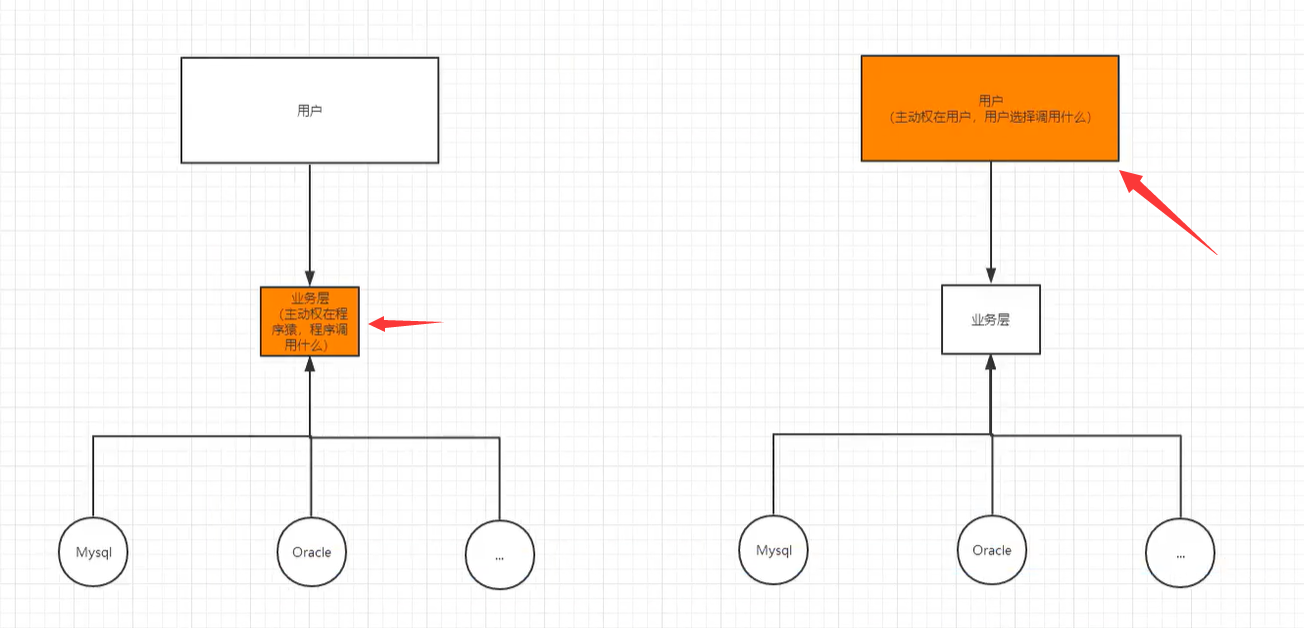 用户
业务层
（主动权在程
序猿，程序调
用什么）
Mysql
Oracle
...
用户
（主动权在用户，用户选择调用什么）
业务层
Mysql
Oracle
...